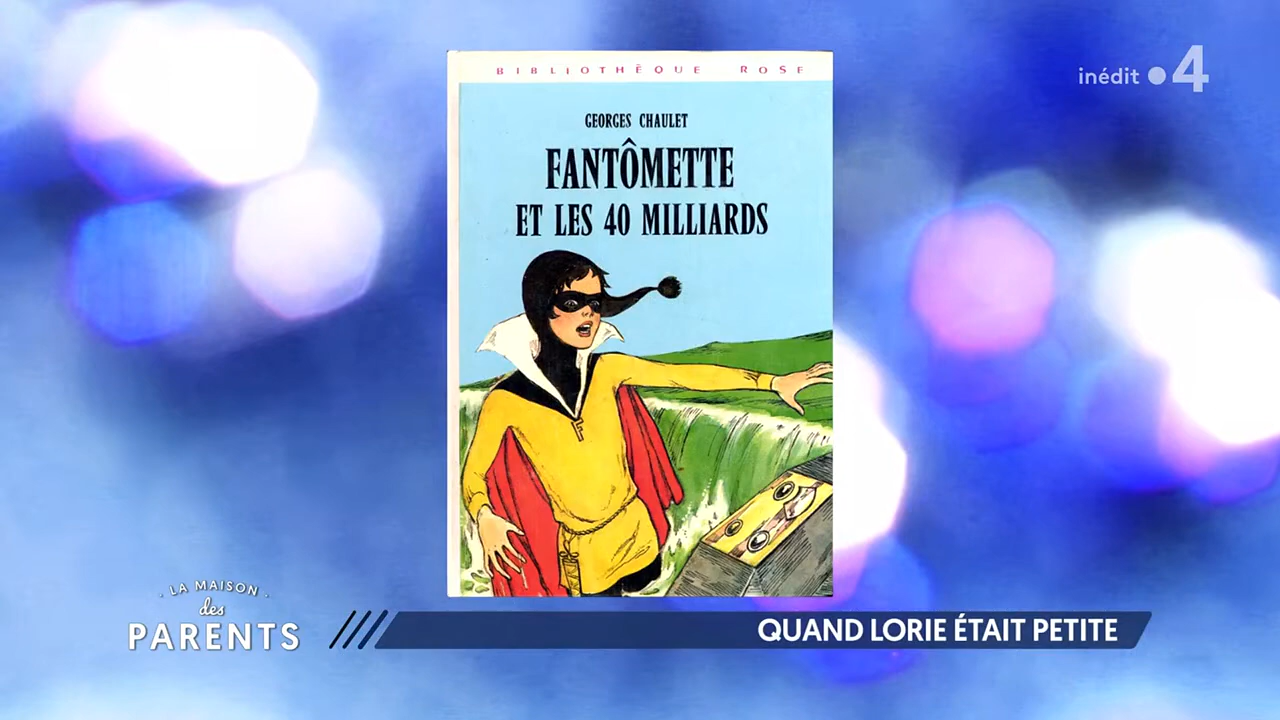 BIBLIOTHÈQUE ROSE
inédit 4
GEORGES CHAULET
FANTÔMETTE
ET LES 40 MILLIARDS
F
· LA MAISON ·
des
PARENTS
QUAND LORIE ÉTAIT PETITE